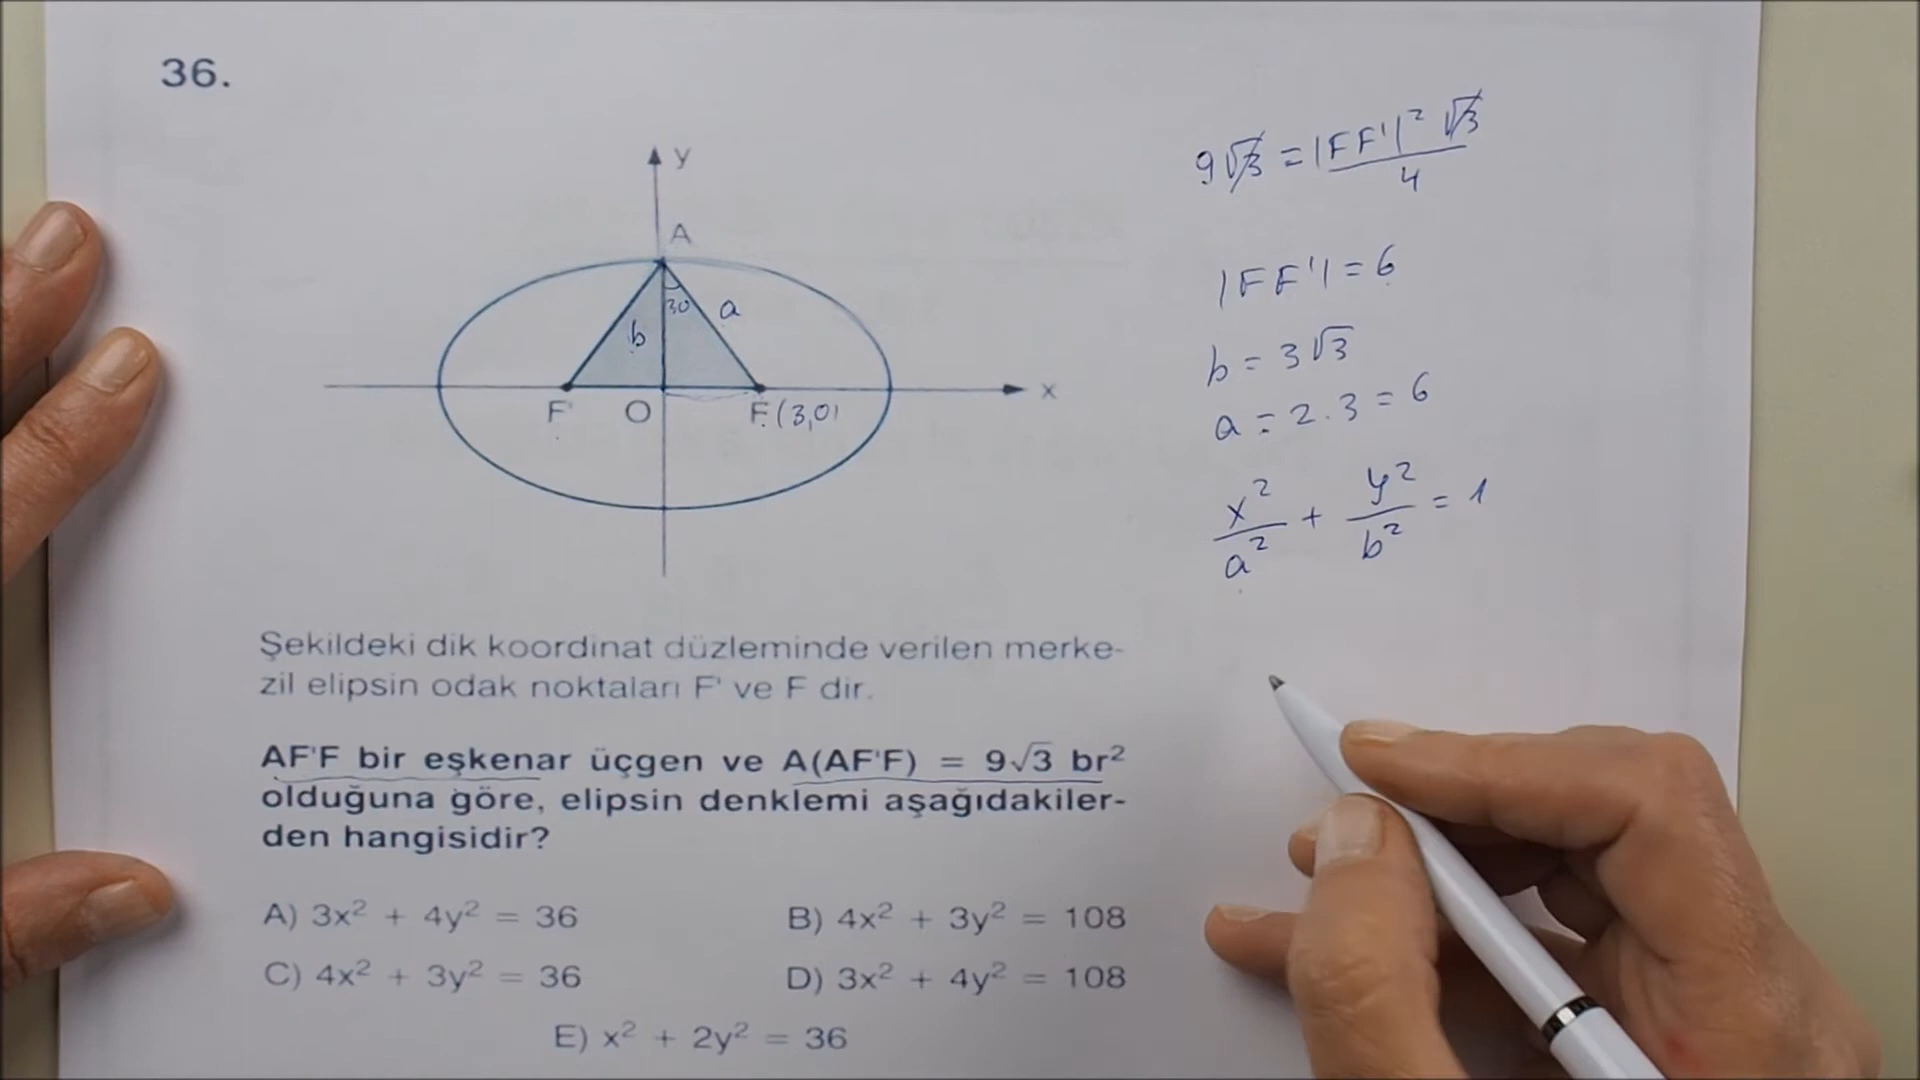 36.
9√3 = |FF'|² √3 / 4
y
A
30
a
b
|FF'| = 6
b = 3√3
a = 2.3 = 6
x
F' O F(3,0)
x²/a² + y²/b² = 1
Şekildeki dik koordinat düzleminde verilen merke-
zil elipsin odak noktaları F' ve F dir.
AF'F bir eşkenar üçgen ve A(AF'F) = 9√3 br²
olduğuna göre, elipsin denklemi aşağıdakiler-
den hangisidir?
A) 3x² + 4y² = 36 B) 4x² + 3y² = 108
C) 4x² + 3y² = 36 D) 3x² + 4y² = 108
E) x² + 2y² = 36